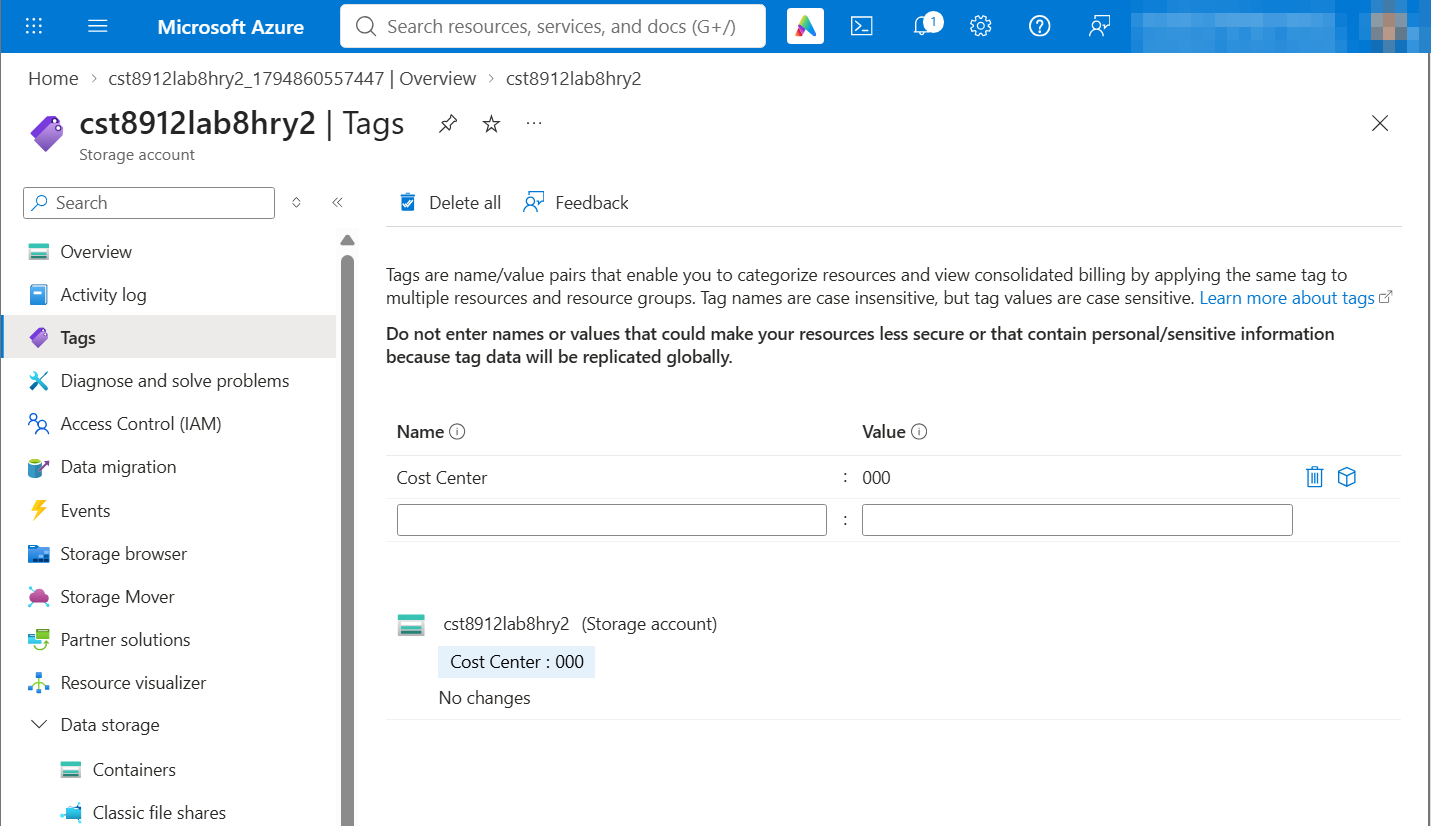 Microsoft Azure
Search resources, services, and docs (G+/)
1
Home > cst8912lab8hry2_1794860557447 | Overview > cst8912lab8hry2
cst8912lab8hry2 | Tags
Storage account
Search
Overview
Activity log
Tags
Diagnose and solve problems
Access Control (IAM)
Data migration
Events
Storage browser
Storage Mover
Partner solutions
Resource visualizer
Data storage
Containers
Classic file shares
Delete all
Feedback
Tags are name/value pairs that enable you to categorize resources and view consolidated billing by applying the same tag to
multiple resources and resource groups. Tag names are case insensitive, but tag values are case sensitive. Learn more about tags
Do not enter names or values that could make your resources less secure or that contain personal/sensitive information
because tag data will be replicated globally.
Name Value
Cost Center : 000
:
cst8912lab8hry2 (Storage account)
Cost Center : 000
No changes